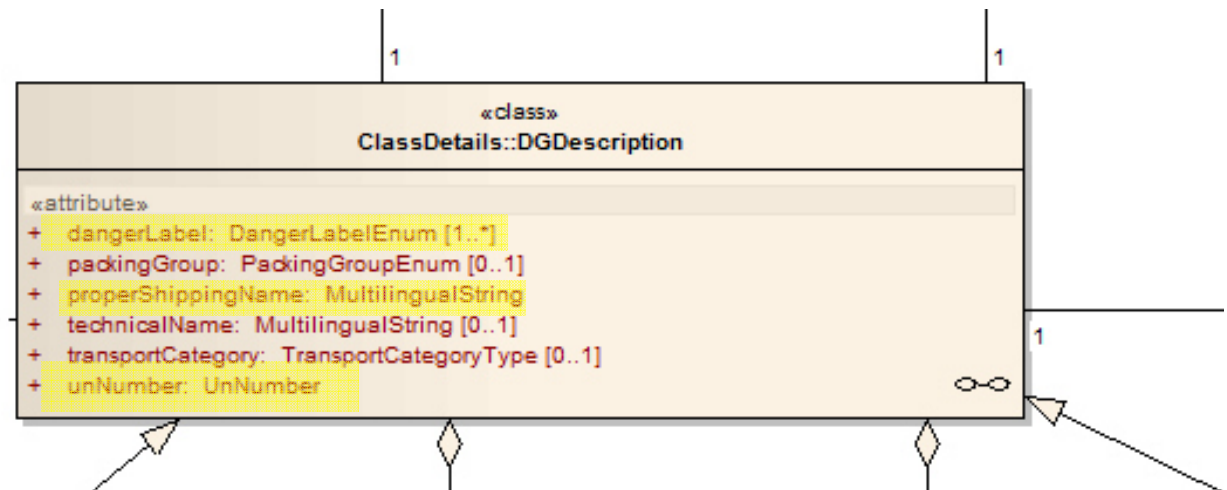 1
1
«class»
ClassDetails::DGDescription
«attribute»
+ dangerLabel: DangerLabelEnum [1..*]
+ packingGroup: PackingGroupEnum [0..1]
+ properShippingName: MultilingualString
+ technicalName: MultilingualString [0..1]
1
+ transportCategory: TransportCategoryType [0..1]
+ unNumber: UnNumber